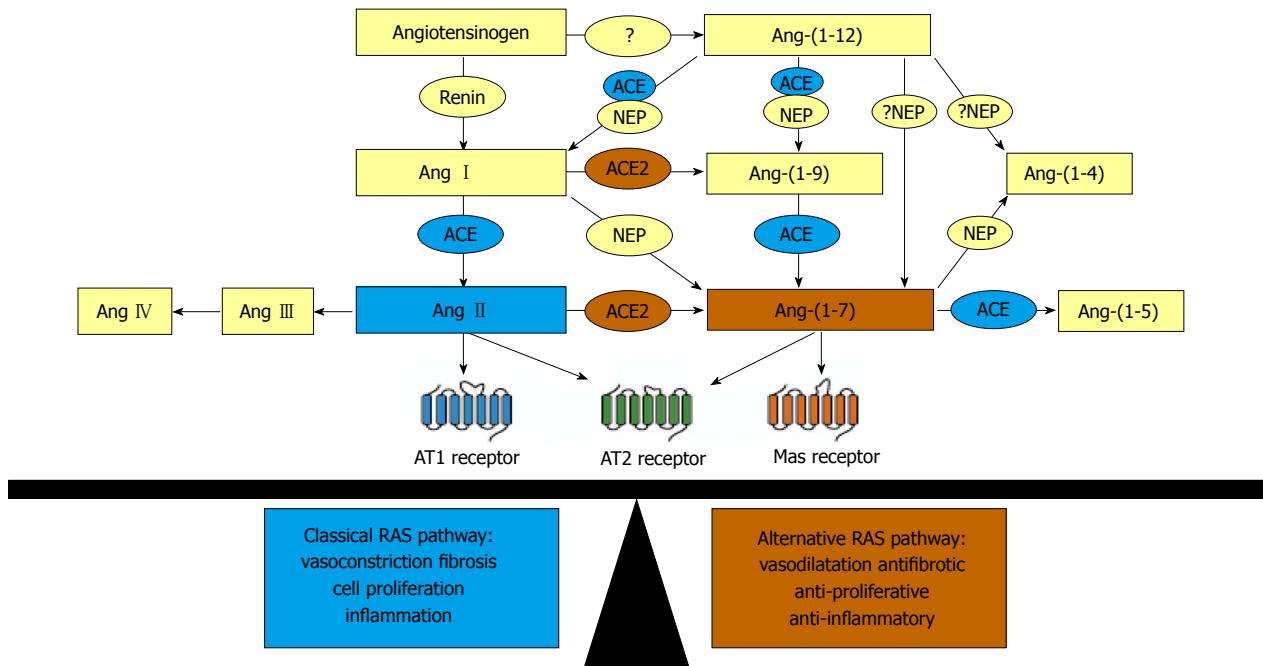 Angiotensinogen
?
Ang-(1-12)
ACE
ACE
Renin
NEP
NEP
?NEP
?NEP
Ang Ⅰ
ACE2
Ang-(1-9)
Ang-(1-4)
ACE
NEP
ACE
NEP
Ang Ⅳ
Ang Ⅲ
Ang Ⅱ
ACE2
Ang-(1-7)
ACE
Ang-(1-5)
AT1 receptor
AT2 receptor
Mas receptor
Classical RAS pathway:
vasoconstriction fibrosis
cell proliferation
inflammation
Alternative RAS pathway:
vasodilatation antifibrotic
anti-proliferative
anti-inflammatory